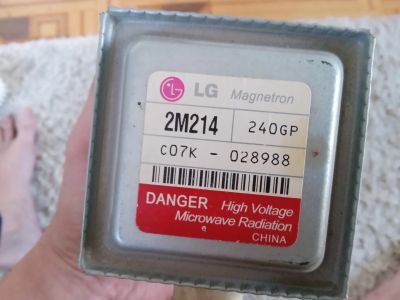 LG Magnetron
2M214 240GP
C07K - 028988
DANGER High Voltage
Microwave Radiation
CHINA